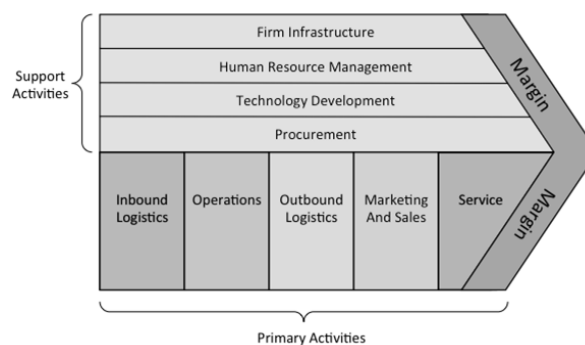 Firm Infrastructure
Human Resource Management
Support
Activities
Technology Development
Procurement
Margin
Margin
Inbound
Logistics
Operations
Outbound
Logistics
Marketing
And Sales
Service
Primary Activities